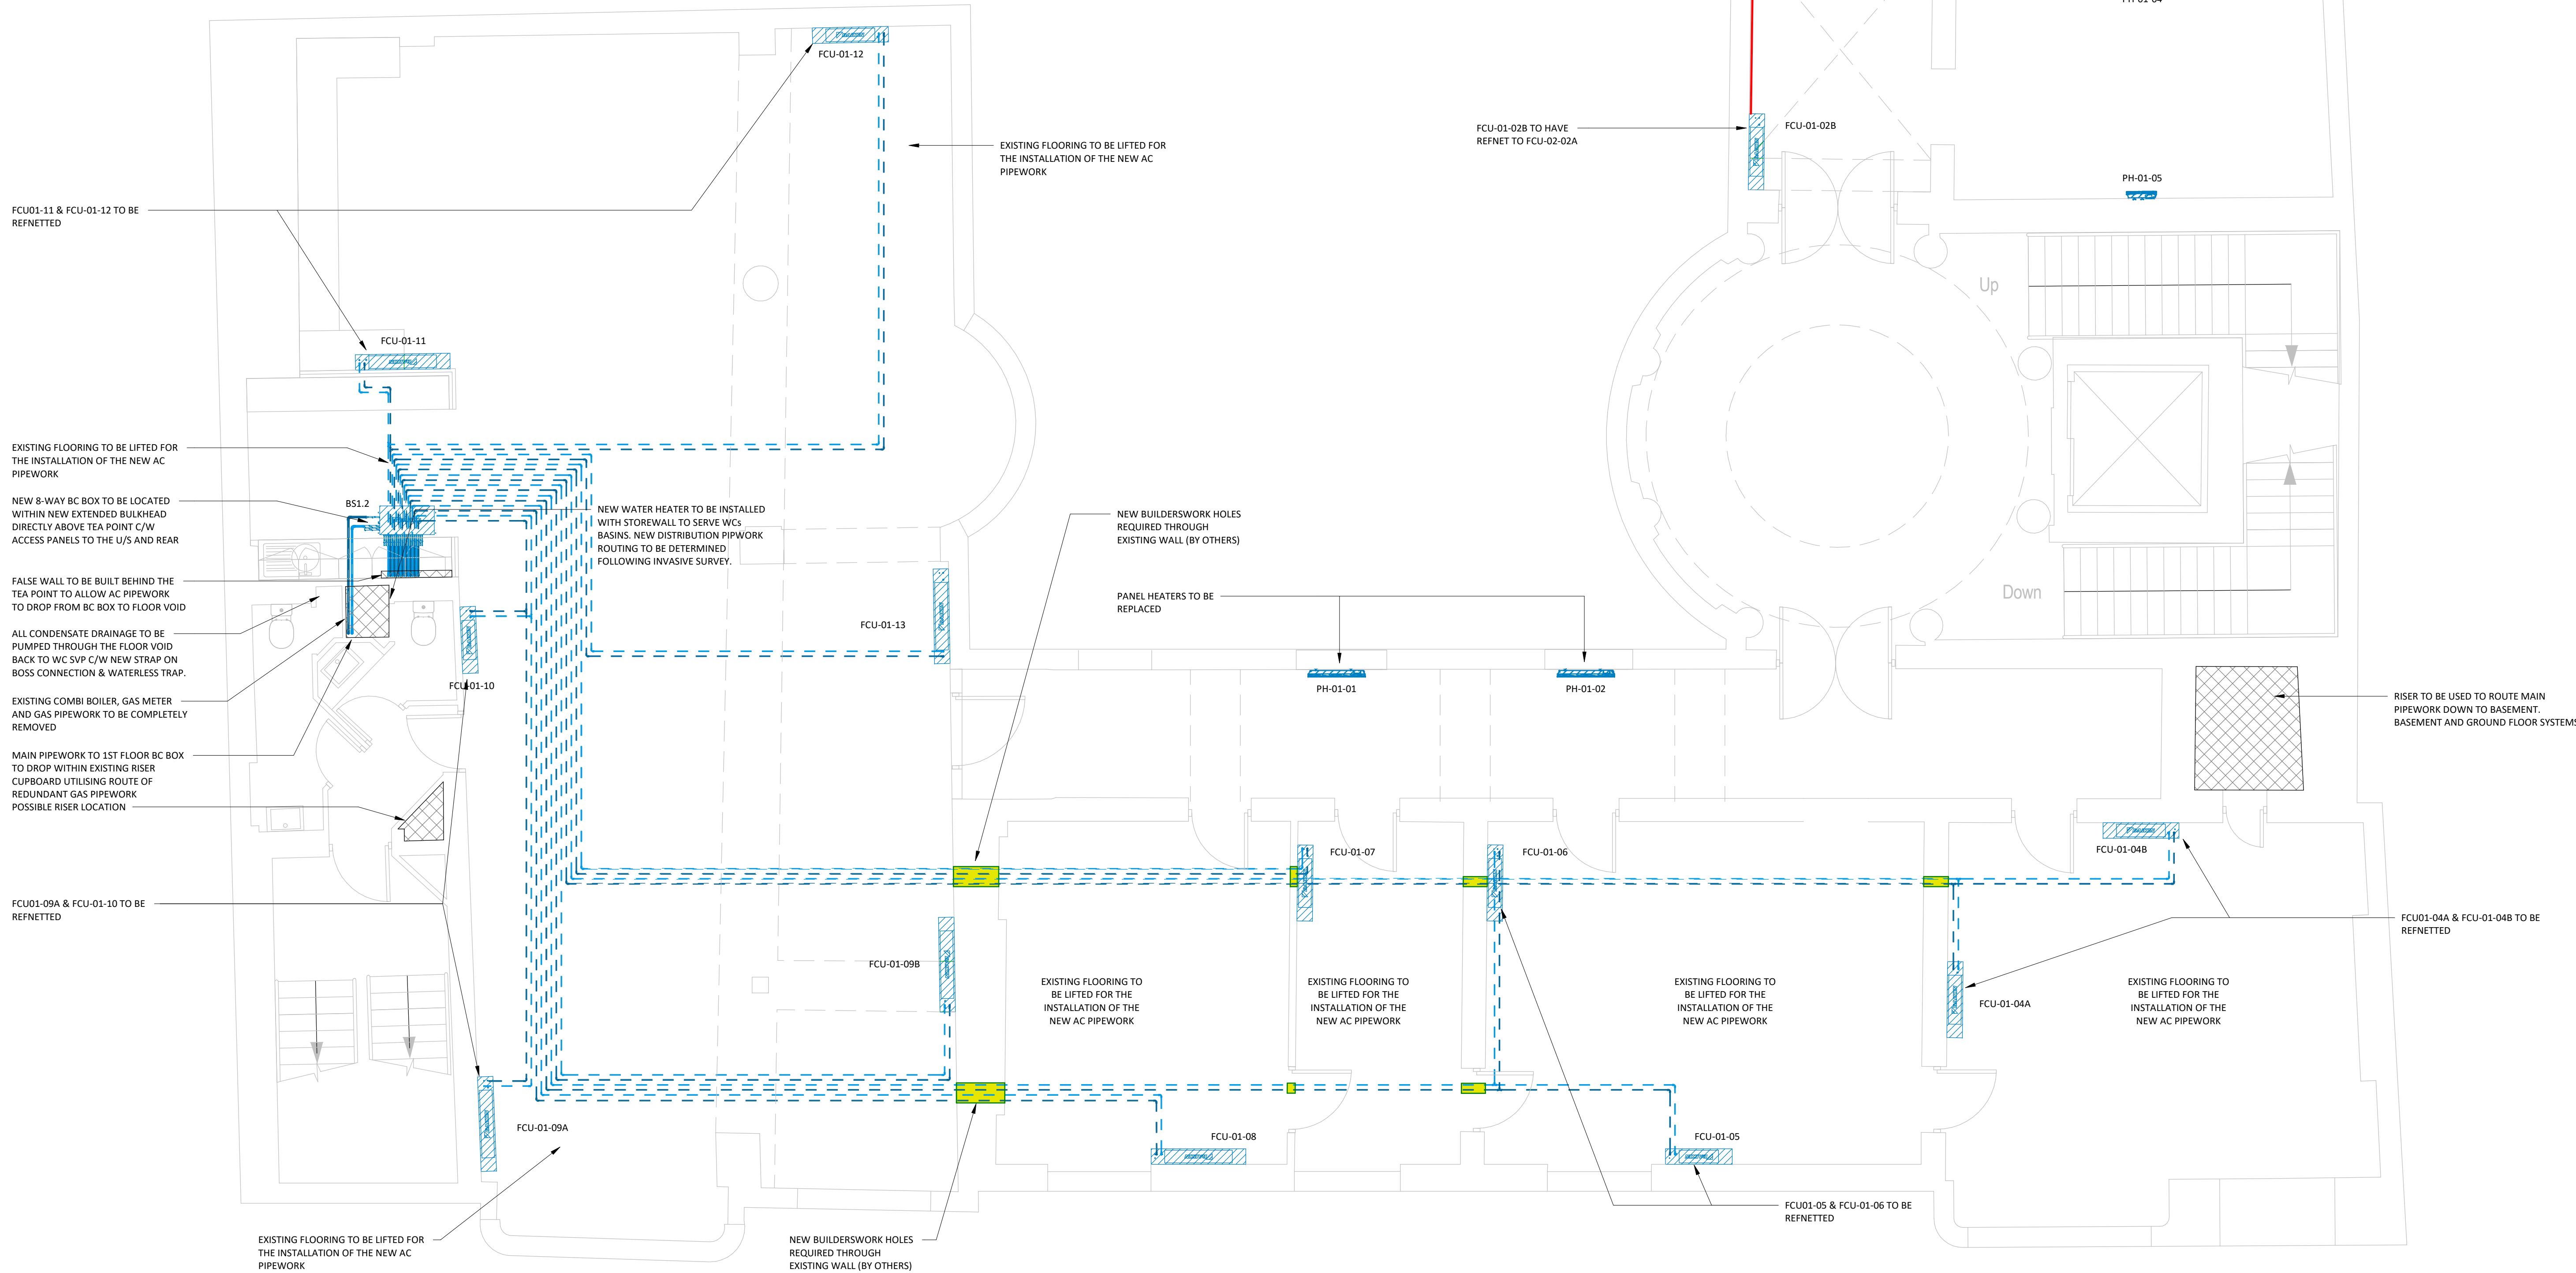 PH-01-04
FCU-01-12
FCU-01-02B TO HAVE
REFNET TO FCU-02-02A
FCU-01-02B
EXISTING FLOORING TO BE LIFTED FOR
THE INSTALLATION OF THE NEW AC
PIPEWORK
PH-01-05
FCU01-11 & FCU-01-12 TO BE
REFNETTED
Up
FCU-01-11
EXISTING FLOORING TO BE LIFTED FOR
THE INSTALLATION OF THE NEW AC
PIPEWORK
NEW 8-WAY BC BOX TO BE LOCATED
WITHIN NEW EXTENDED BULKHEAD
DIRECTLY ABOVE TEA POINT C/W
ACCESS PANELS TO THE U/S AND REAR
BS1.2
NEW WATER HEATER TO BE INSTALLED
WITH STOREWALL TO SERVE WCs
BASINS. NEW DISTRIBUTION PIPWORK
ROUTING TO BE DETERMINED
FOLLOWING INVASIVE SURVEY.
NEW BUILDERSWORK HOLES
REQUIRED THROUGH
EXISTING WALL (BY OTHERS)
FALSE WALL TO BE BUILT BEHIND THE
TEA POINT TO ALLOW AC PIPEWORK
TO DROP FROM BC BOX TO FLOOR VOID
PANEL HEATERS TO BE
REPLACED
Down
FCU-01-13
ALL CONDENSATE DRAINAGE TO BE
PUMPED THROUGH THE FLOOR VOID
BACK TO WC SVP C/W NEW STRAP ON
BOSS CONNECTION & WATERLESS TRAP.
FCU-01-10
PH-01-01
PH-01-02
EXISTING COMBI BOILER, GAS METER
AND GAS PIPEWORK TO BE COMPLETELY
REMOVED
RISER TO BE USED TO ROUTE MAIN
PIPEWORK DOWN TO BASEMENT.
BASEMENT AND GROUND FLOOR SYSTEMS
MAIN PIPEWORK TO 1ST FLOOR BC BOX
TO DROP WITHIN EXISTING RISER
CUPBOARD UTILISING ROUTE OF
REDUNDANT GAS PIPEWORK
POSSIBLE RISER LOCATION
FCU-01-07
FCU-01-06
FCU-01-04B
FCU01-09A & FCU-01-10 TO BE
REFNETTED
FCU01-04A & FCU-01-04B TO BE
REFNETTED
FCU-01-09B
EXISTING FLOORING TO
BE LIFTED FOR THE
INSTALLATION OF THE
NEW AC PIPEWORK
EXISTING FLOORING TO
BE LIFTED FOR THE
INSTALLATION OF THE
NEW AC PIPEWORK
EXISTING FLOORING TO
BE LIFTED FOR THE
INSTALLATION OF THE
NEW AC PIPEWORK
EXISTING FLOORING TO
BE LIFTED FOR THE
INSTALLATION OF THE
NEW AC PIPEWORK
FCU-01-04A
FCU-01-09A
FCU-01-08
FCU-01-05
FCU01-05 & FCU-01-06 TO BE
REFNETTED
EXISTING FLOORING TO BE LIFTED FOR
THE INSTALLATION OF THE NEW AC
PIPEWORK
NEW BUILDERSWORK HOLES
REQUIRED THROUGH
EXISTING WALL (BY OTHERS)